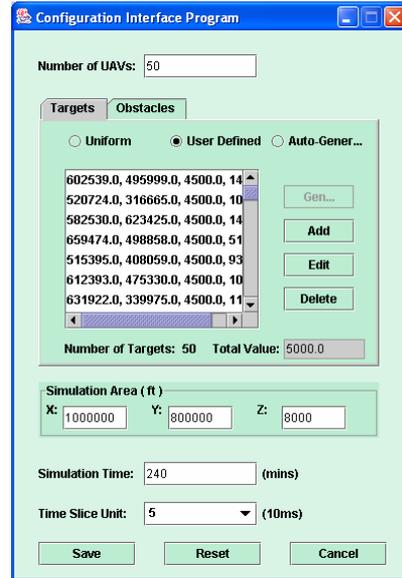 Configuration Interface Program
Number of UAVs: 50
Targets Obstacles
Uniform User Defined Auto-Gener...
602539.0, 495999.0, 4500.0, 14
520724.0, 316665.0, 4500.0, 10
582530.0, 623425.0, 4500.0, 14
659474.0, 498858.0, 4500.0, 51
515395.0, 408059.0, 4500.0, 93
612393.0, 475330.0, 4500.0, 10
631922.0, 339975.0, 4500.0, 11
Gen...
Add
Edit
Delete
Number of Targets: 50 Total Value: 5000.0
Simulation Area ( ft )
X: 1000000 Y: 800000 Z: 8000
Simulation Time: 240 (mins)
Time Slice Unit: 5 (10ms)
Save Reset Cancel